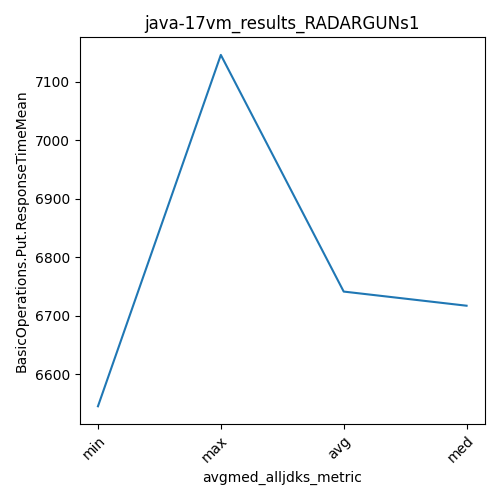 java-17vm_results_RADARGUNs1
BasicOperations.Put.ResponseTimeMean
7100
7000
6900
6800
6700
6600
min
max
avg
med
avgmed_alljdks_metric